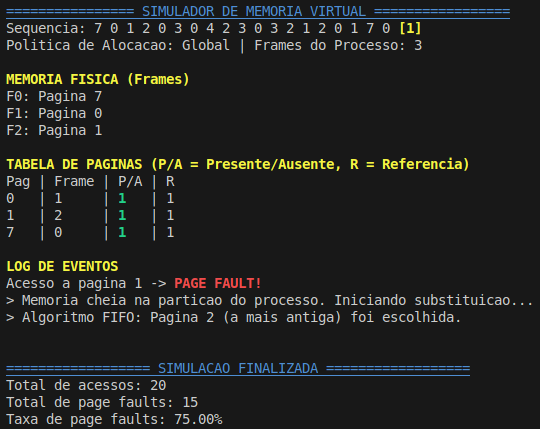 ================ SIMULADOR DE MEMORIA VIRTUAL =================
Sequencia: 7 0 1 2 0 3 0 4 2 3 0 3 2 1 2 0 1 7 0 [1]
Politica de Alocacao: Global | Frames do Processo: 3
MEMORIA FISICA (Frames)
F0: Pagina 7
F1: Pagina 0
F2: Pagina 1
TABELA DE PAGINAS (P/A = Presente/Ausente, R = Referencia)
Pag | Frame | P/A | R
0   | 1     | 1   | 1
1   | 2     | 1   | 1
7   | 0     | 1   | 1
LOG DE EVENTOS
Acesso a pagina 1 -> PAGE FAULT!
> Memoria cheia na particao do processo. Iniciando substituicao...
> Algoritmo FIFO: Pagina 2 (a mais antiga) foi escolhida.
================== SIMULACAO FINALIZADA ==================
Total de acessos: 20
Total de page faults: 15
Taxa de page faults: 75.00%